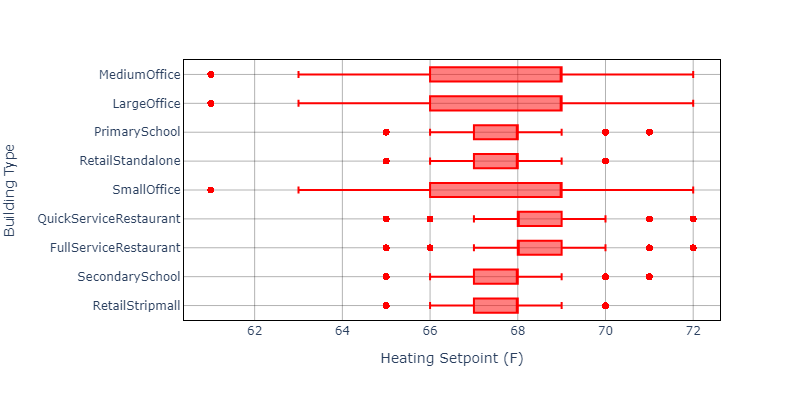 Building Type
MediumOffice
LargeOffice
PrimarySchool
RetailStandalone
SmallOffice
QuickServiceRestaurant
FullServiceRestaurant
SecondarySchool
RetailStripmall
62 64 66 68 70 72
Heating Setpoint (F)